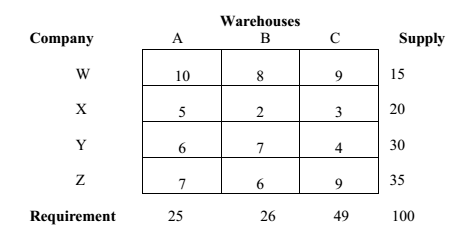 Warehouses
Company A B C Supply
W 10 8 9 15
X 5 2 3 20
Y 6 7 4 30
Z 7 6 9 35
Requirement 25 26 49 100